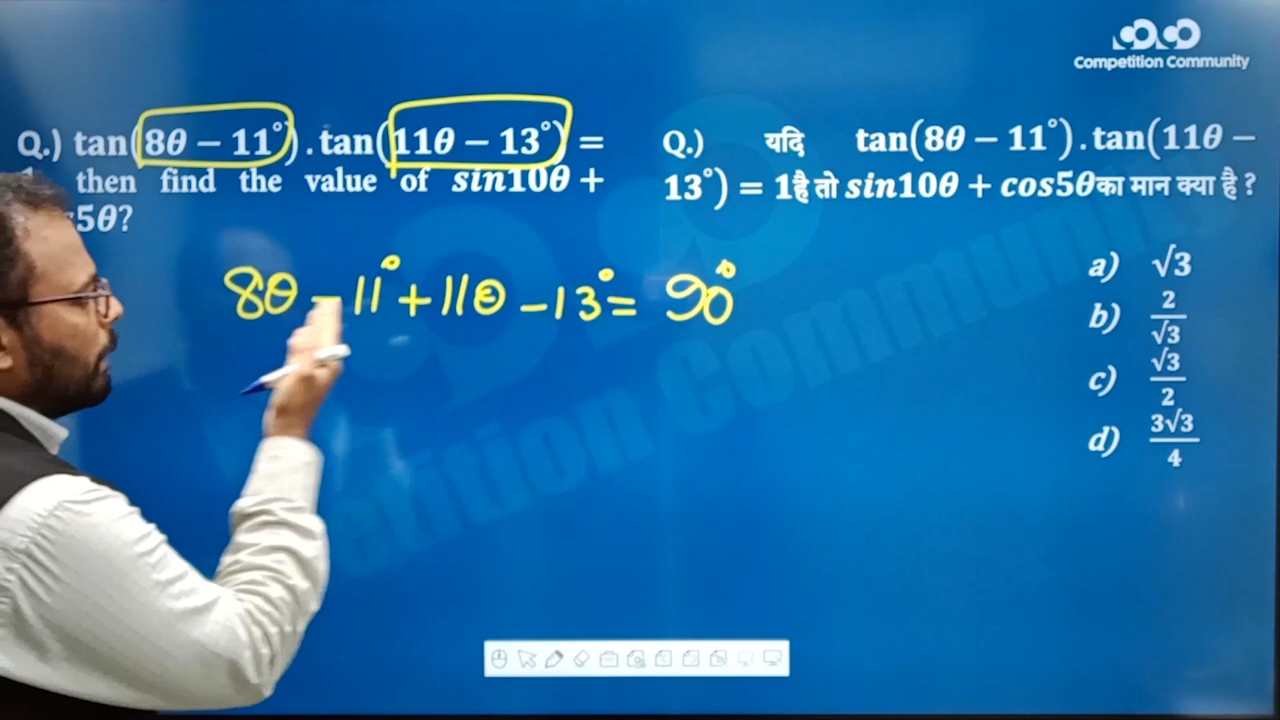 Competition Community
Q.) tan(8θ − 11°).tan(11θ − 13°) =
then find the value of sin10θ +
5θ?
Q.) यदि tan(8θ − 11°).tan(11θ −
13°) = 1है तो sin10θ + cos5θका मान क्या है ?
8θ − 11° + 11θ − 13° = 90°
a) √3
b) 2/√3
c) √3/2
d) 3√3/4
Competition Community